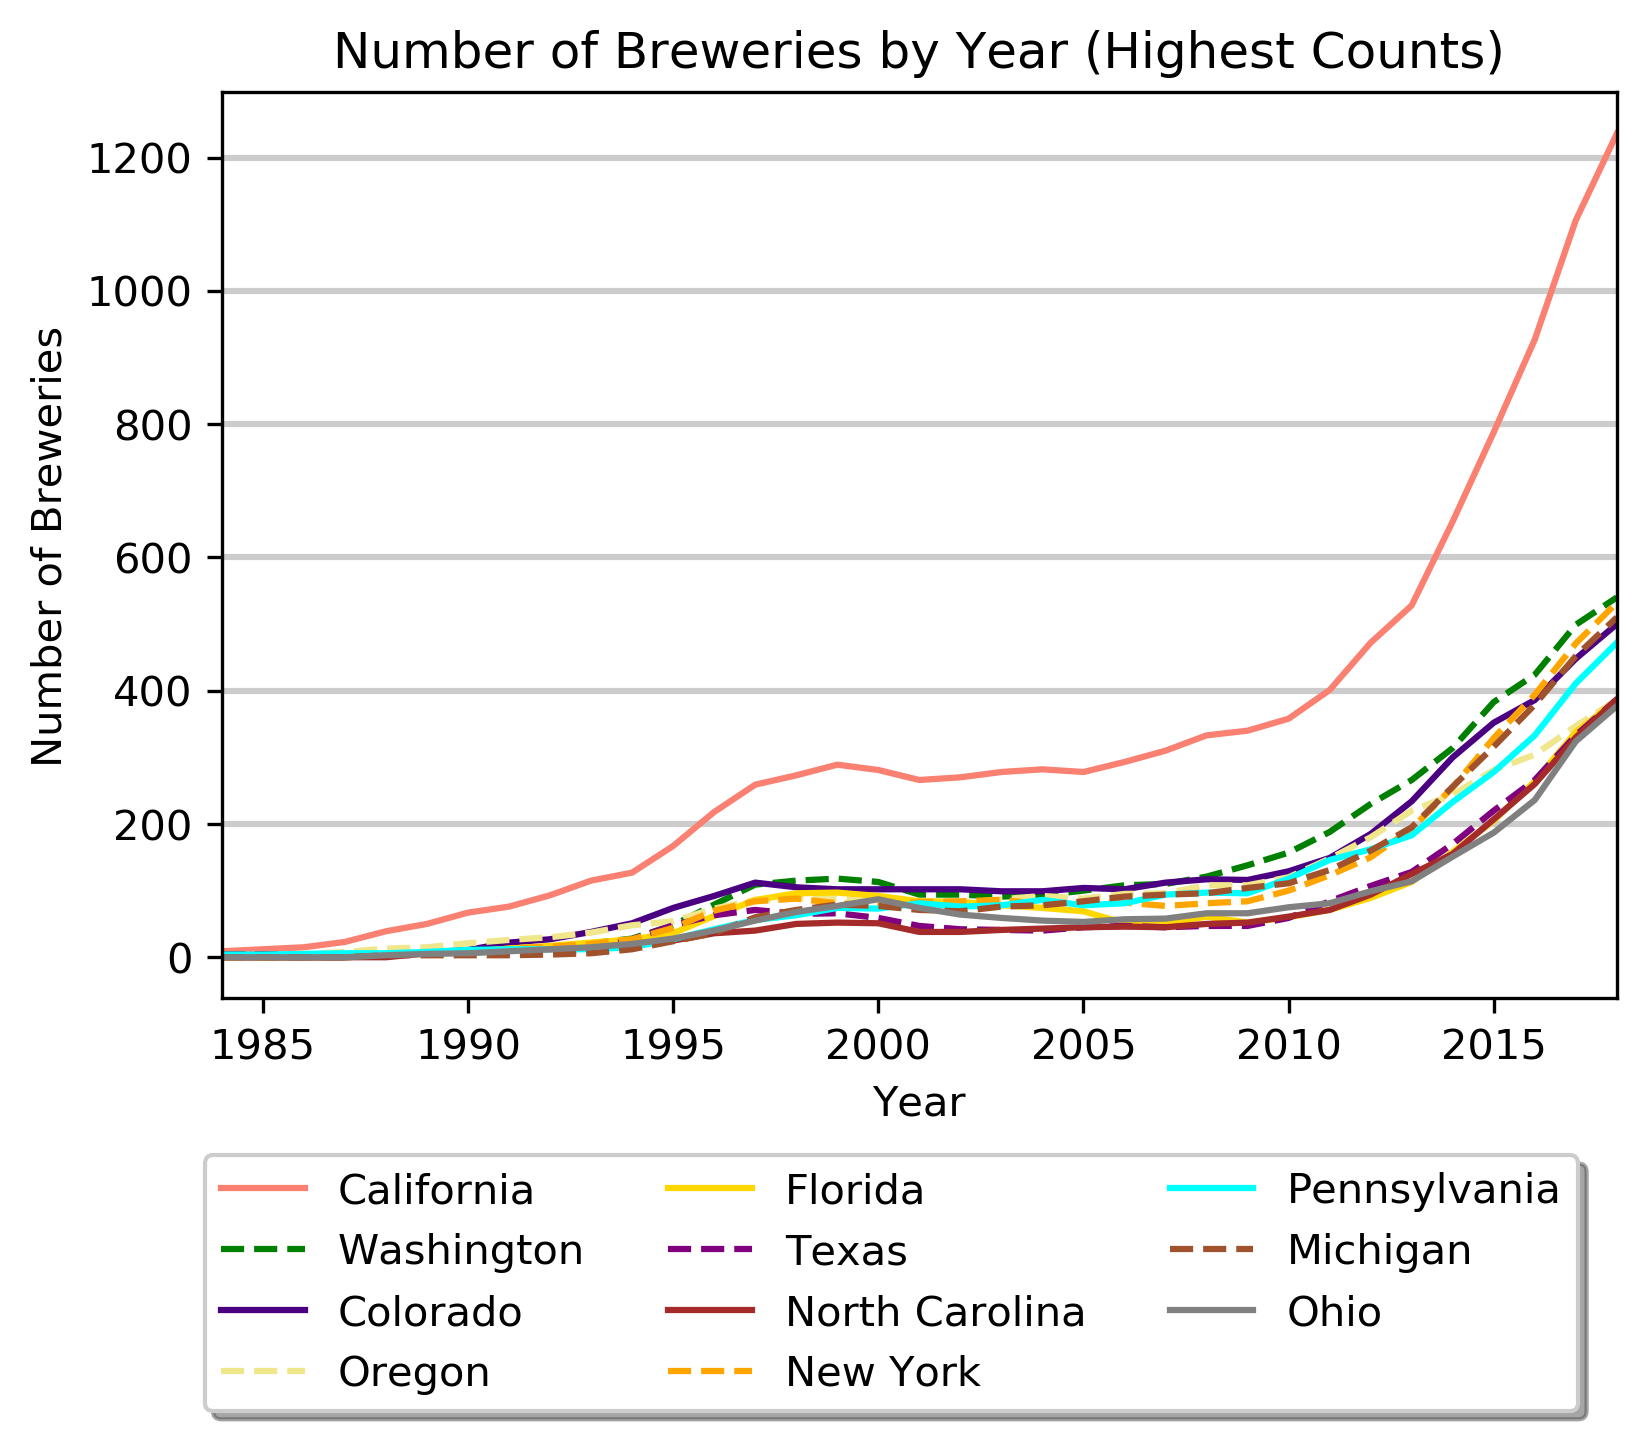 Number of Breweries by Year (Highest Counts)
Number of Breweries
1200
1000
800
600
400
200
0
1985 1990 1995 2000 2005 2010 2015
Year
California Florida Pennsylvania
Washington Texas Michigan
Colorado North Carolina Ohio
Oregon New York